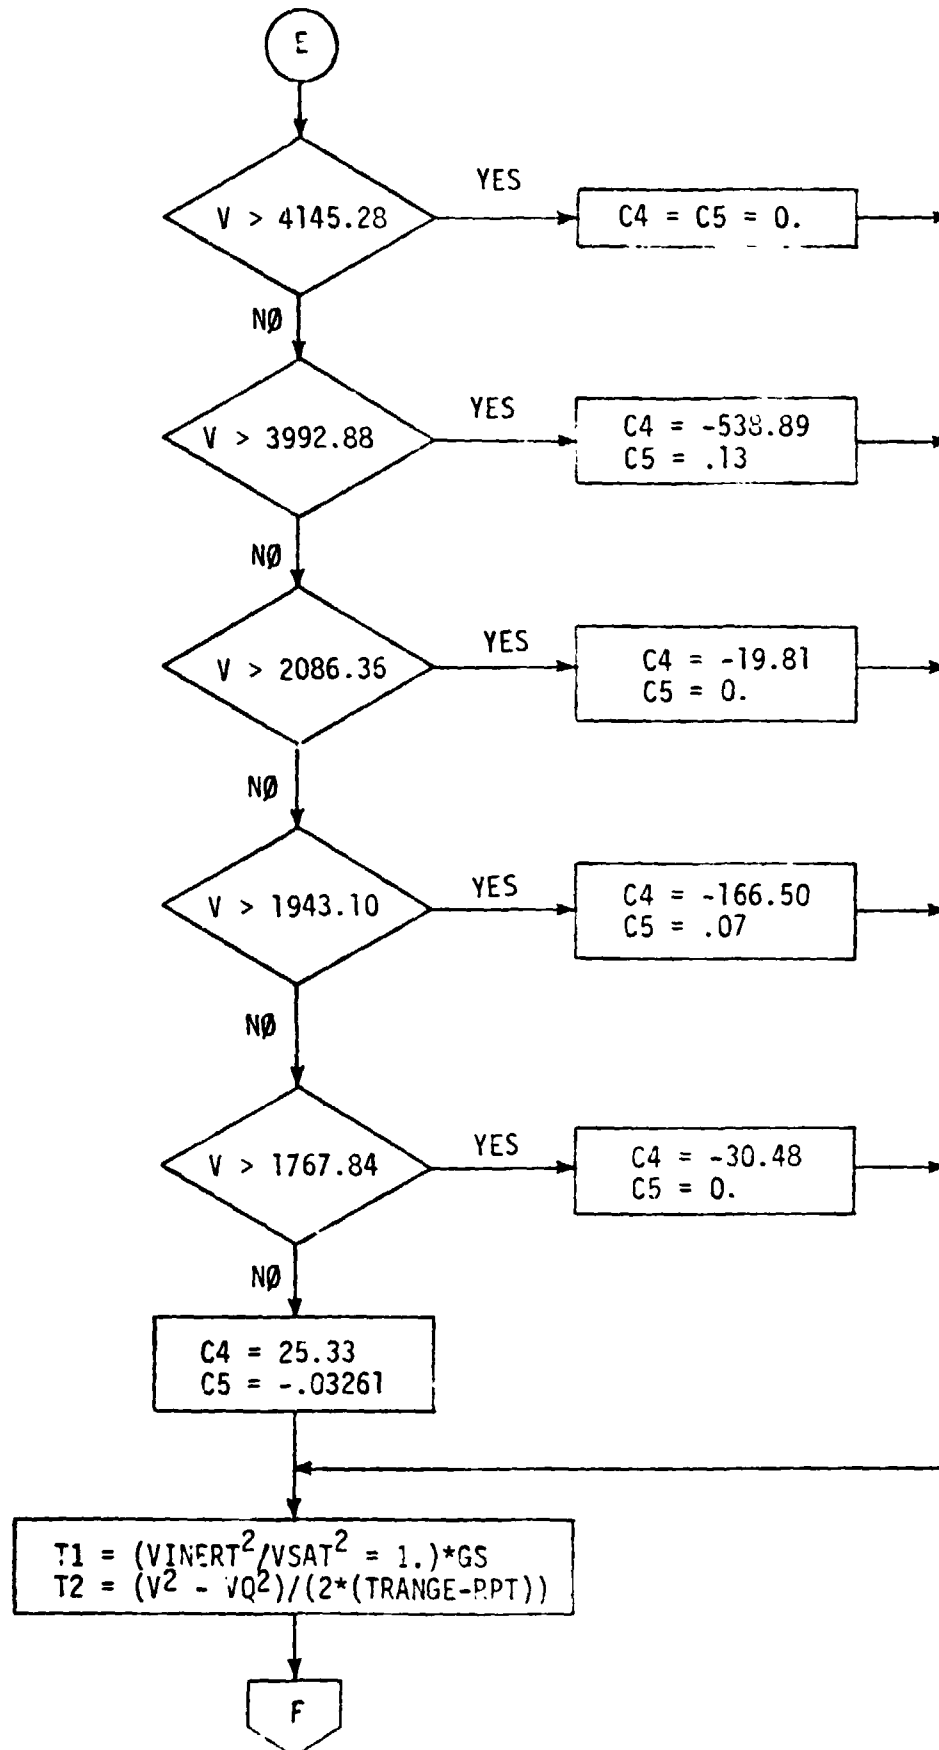 E
V > 4145.28
YES
C4 = C5 = 0.
NØ
V > 3992.88
YES
C4 = -538.89
C5 = .13
NØ
V > 2086.36
YES
C4 = -19.81
C5 = 0.
NØ
V > 1943.10
YES
C4 = -166.50
C5 = .07
NØ
V > 1767.84
YES
C4 = -30.48
C5 = 0.
NØ
C4 = 25.33
C5 = -.03261
T1 = (VINERT²/VSAT² = 1.)*GS
T2 = (V² - VQ²)/(2*(TRANGE-RPT))
F